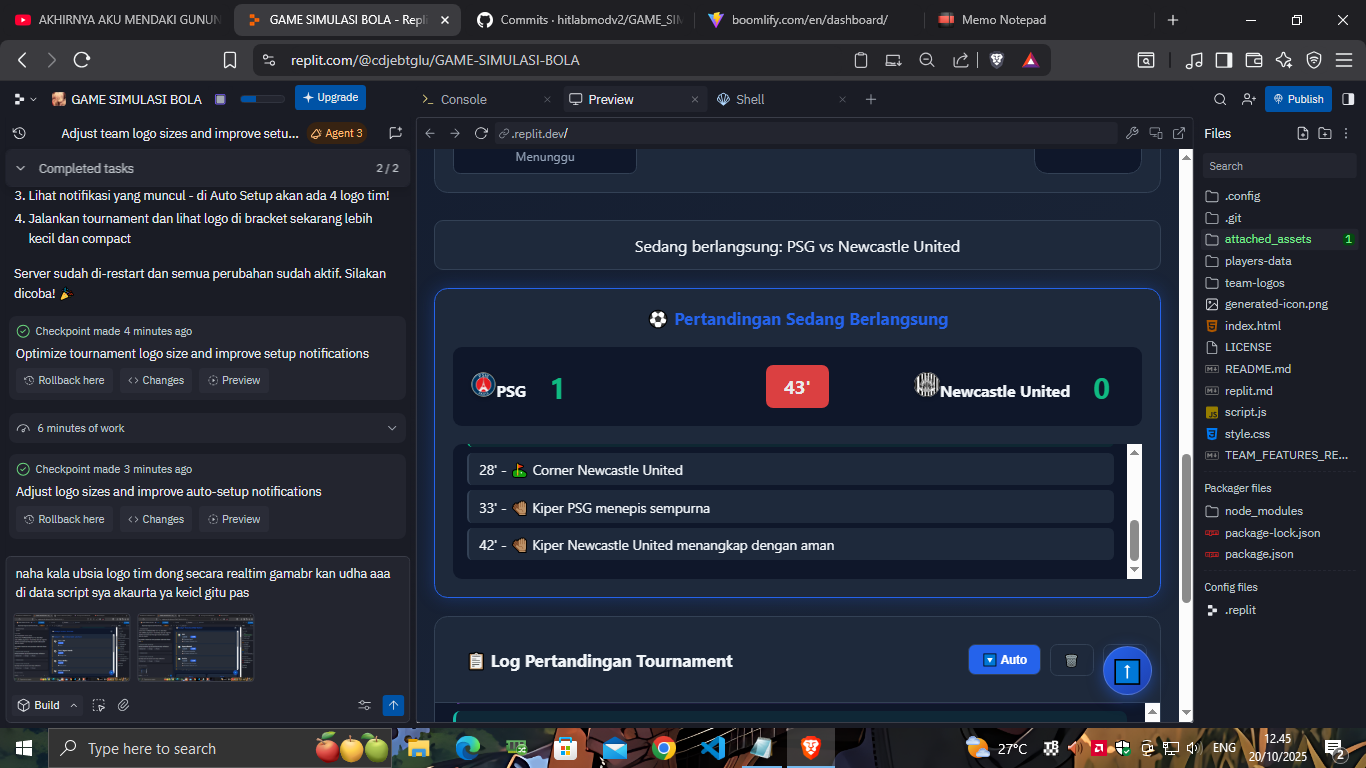 AKHIRNYA AKU MENDAKI GUNUN
GAME SIMULASI BOLA - Repli
Commits · hitlabmodv2/GAME_SIM
boomlify.com/en/dashboard/
Memo Notepad
replit.com/@cdjebtglu/GAME-SIMULASI-BOLA
GAME SIMULASI BOLA
Upgrade
Console
Preview
Shell
Publish
Adjust team logo sizes and improve setu...
Agent 3
.replit.dev/
Files
Completed tasks
2 / 2
3. Lihat notifikasi yang muncul - di Auto Setup akan ada 4 logo tim!
4. Jalankan tournament dan lihat logo di bracket sekarang lebih
kecil dan compact
Server sudah di-restart dan semua perubahan sudah aktif. Silakan
dicoba! 🎉
Checkpoint made 4 minutes ago
Optimize tournament logo size and improve setup notifications
Rollback here
Changes
Preview
6 minutes of work
Checkpoint made 3 minutes ago
Adjust logo sizes and improve auto-setup notifications
Rollback here
Changes
Preview
naha kala ubsia logo tim dong secara realtim gamabr kan udha aaa
di data script sya akaurta ya keicl gitu pas
Build
Menunggu
Sedang berlangsung: PSG vs Newcastle United
⚽ Pertandingan Sedang Berlangsung
PSG
1
43'
Newcastle United
0
28' - ⛳ Corner Newcastle United
33' - 🤚🏽 Kiper PSG menepis sempurna
42' - 🤚🏽 Kiper Newcastle United menangkap dengan aman
📋 Log Pertandingan Tournament
🔽 Auto
Search
.config
.git
attached_assets
1
players-data
team-logos
generated-icon.png
index.html
LICENSE
README.md
replit.md
script.js
style.css
TEAM_FEATURES_RE...
Packager files
node_modules
package-lock.json
package.json
Config files
.replit
Type here to search
27°C
ENG
12.45
20/10/2025
2